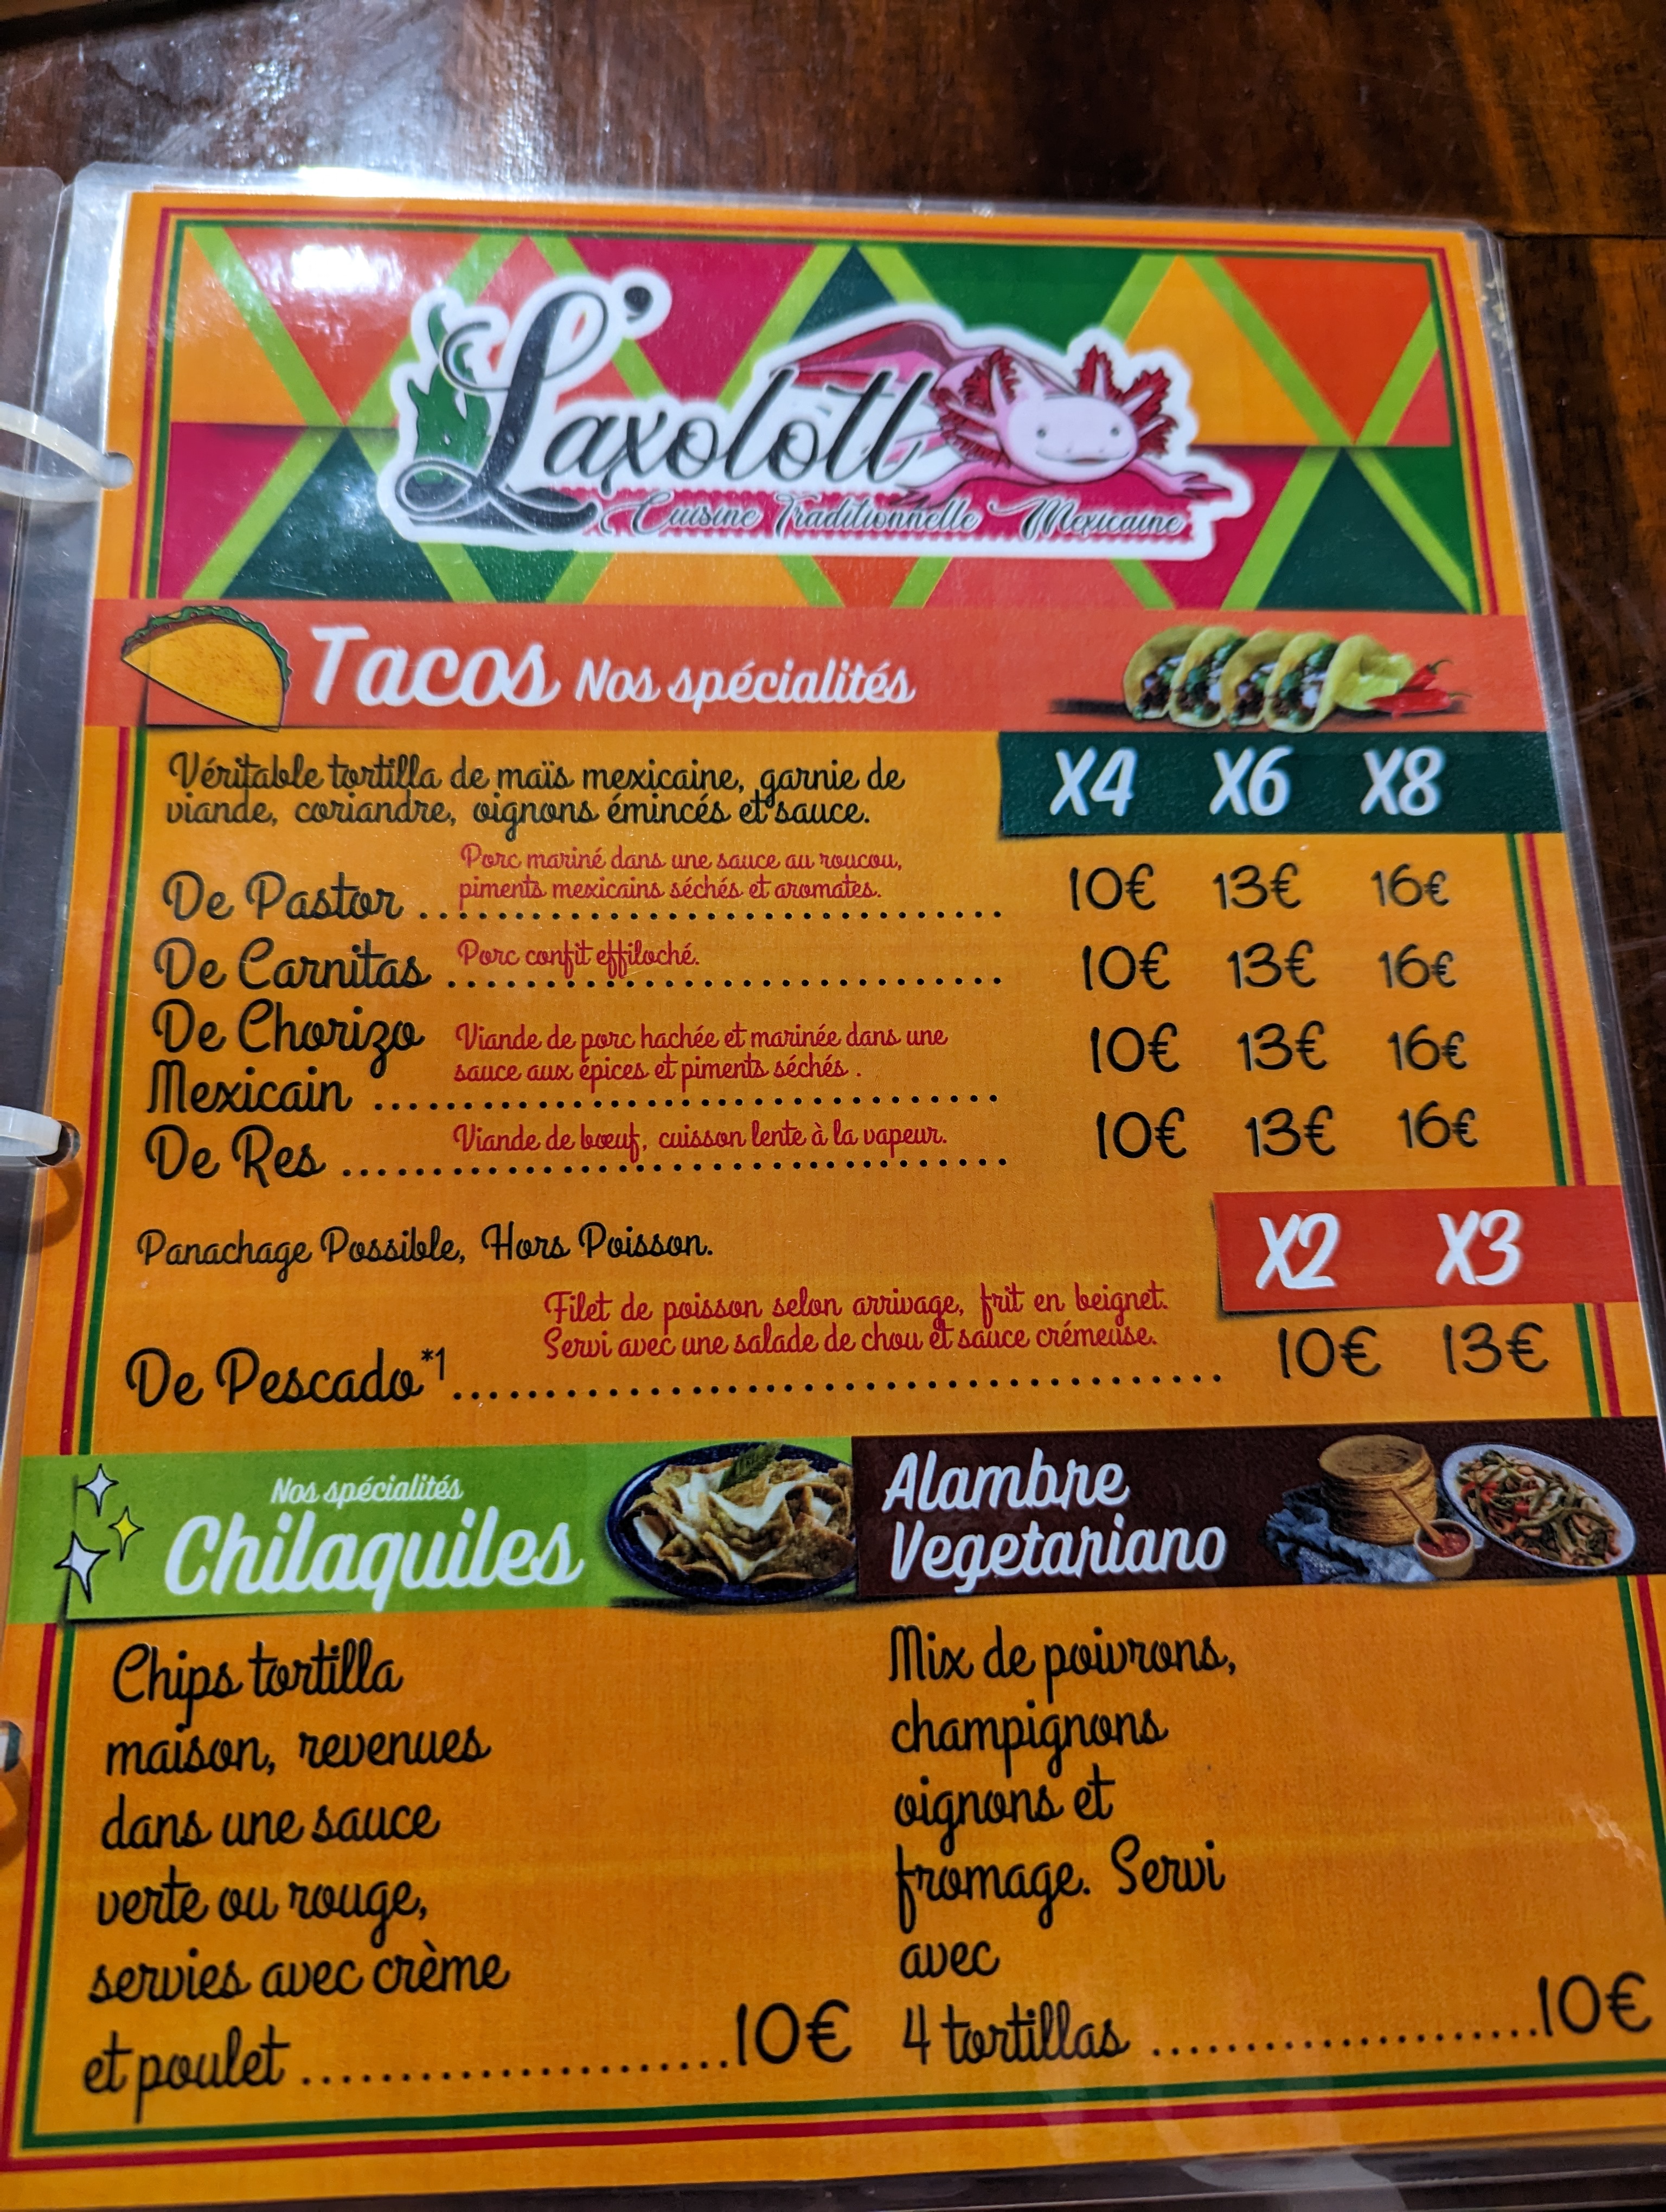 L'axolotl
Cuisine Traditionnelle Mexicaine
Tacos Nos spécialités
Véritable tortilla de maïs mexicaine, garnie de
viande, coriandre, oignons émincés et sauce.
X4 X6 X8
Porc mariné dans une sauce au roucou,
piments mexicains séchés et aromates.
De Pastor .................................... 10€ 13€ 16€
Porc confit effiloché.
De Carnitas .................................. 10€ 13€ 16€
De Chorizo
Viande de porc hachée et marinée dans une
sauce aux épices et piments séchés .
Mexicain ..................................... 10€ 13€ 16€
Viande de bœuf, cuisson lente à la vapeur.
De Res ....................................... 10€ 13€ 16€
Panachage Possible, Hors Poisson.
X2 X3
Filet de poisson selon arrivage, frit en beignet.
Servi avec une salade de chou et sauce crémeuse.
De Pescado*1.......................................... 10€ 13€
Nos spécialités
Chilaquiles
Chips tortilla
maison, revenues
dans une sauce
verte ou rouge,
servies avec crème
et poulet ........................10€
Alambre
Vegetariano
Mix de poivrons,
champignons
oignons et
fromage. Servi
avec
4 tortillas ......................10€